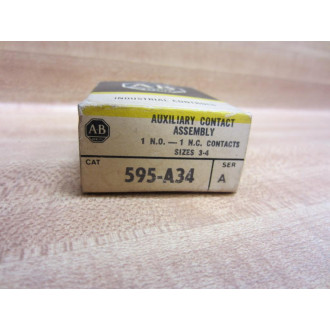 AB
INDUSTRIAL CONTROL
AB
AUXILIARY CONTACT
ASSEMBLY
1 N.O. — 1 N.C. CONTACTS
SIZES 3-4
CAT
595-A34
SER
A